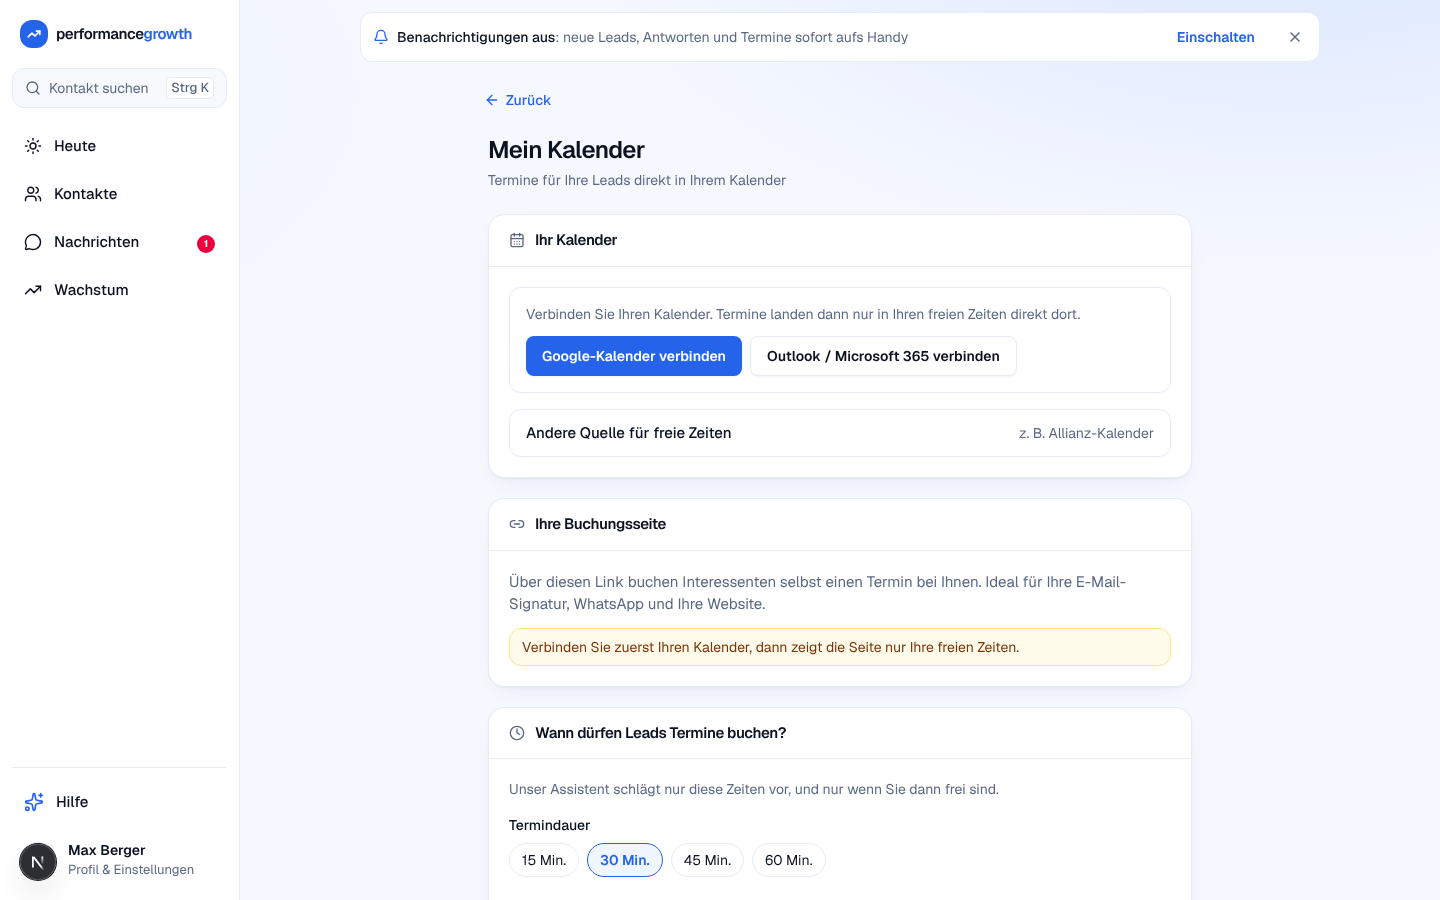 performancegrowth
Kontakt suchen
Strg K
Heute
Kontakte
Nachrichten
1
Wachstum
Hilfe
N
Max Berger
Profil & Einstellungen
Benachrichtigungen aus: neue Leads, Antworten und Termine sofort aufs Handy
Einschalten
Zurück
Mein Kalender
Termine für Ihre Leads direkt in Ihrem Kalender
Ihr Kalender
Verbinden Sie Ihren Kalender. Termine landen dann nur in Ihren freien Zeiten direkt dort.
Google-Kalender verbinden
Outlook / Microsoft 365 verbinden
Andere Quelle für freie Zeiten
z. B. Allianz-Kalender
Ihre Buchungsseite
Über diesen Link buchen Interessenten selbst einen Termin bei Ihnen. Ideal für Ihre E-Mail-
Signatur, WhatsApp und Ihre Website.
Verbinden Sie zuerst Ihren Kalender, dann zeigt die Seite nur Ihre freien Zeiten.
Wann dürfen Leads Termine buchen?
Unser Assistent schlägt nur diese Zeiten vor, und nur wenn Sie dann frei sind.
Termindauer
15 Min.
30 Min.
45 Min.
60 Min.